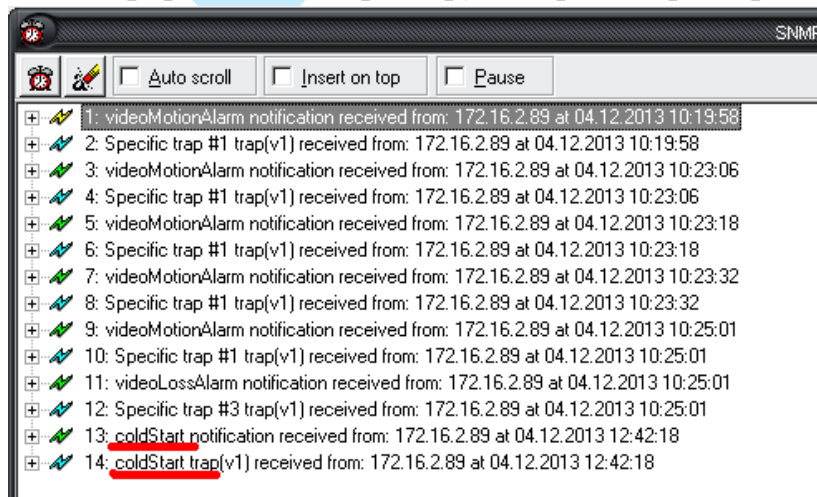 SNMP
Auto scroll Insert on top Pause
1: videoMotionAlarm notification received from: 172.16.2.89 at 04.12.2013 10:19:58
2: Specific trap #1 trap(v1) received from: 172.16.2.89 at 04.12.2013 10:19:58
3: videoMotionAlarm notification received from: 172.16.2.89 at 04.12.2013 10:23:06
4: Specific trap #1 trap(v1) received from: 172.16.2.89 at 04.12.2013 10:23:06
5: videoMotionAlarm notification received from: 172.16.2.89 at 04.12.2013 10:23:18
6: Specific trap #1 trap(v1) received from: 172.16.2.89 at 04.12.2013 10:23:18
7: videoMotionAlarm notification received from: 172.16.2.89 at 04.12.2013 10:23:32
8: Specific trap #1 trap(v1) received from: 172.16.2.89 at 04.12.2013 10:23:32
9: videoMotionAlarm notification received from: 172.16.2.89 at 04.12.2013 10:25:01
10: Specific trap #1 trap(v1) received from: 172.16.2.89 at 04.12.2013 10:25:01
11: videoLossAlarm notification received from: 172.16.2.89 at 04.12.2013 10:25:01
12: Specific trap #3 trap(v1) received from: 172.16.2.89 at 04.12.2013 10:25:01
13: coldStart notification received from: 172.16.2.89 at 04.12.2013 12:42:18
14: coldStart trap(v1) received from: 172.16.2.89 at 04.12.2013 12:42:18